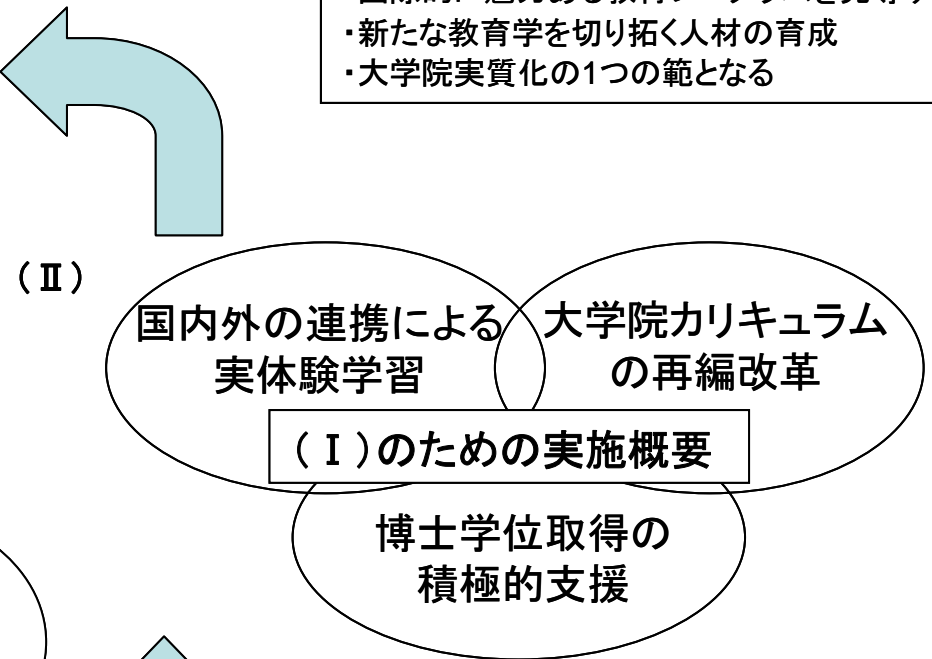 ・新たな教育学を切り拓く人材の育成
・大学院実質化の1つの範となる
(Ⅱ)
国内外の連携による
実体験学習
大学院カリキュラム
の再編改革
(Ⅰ)のための実施概要
博士学位取得の
積極的支援